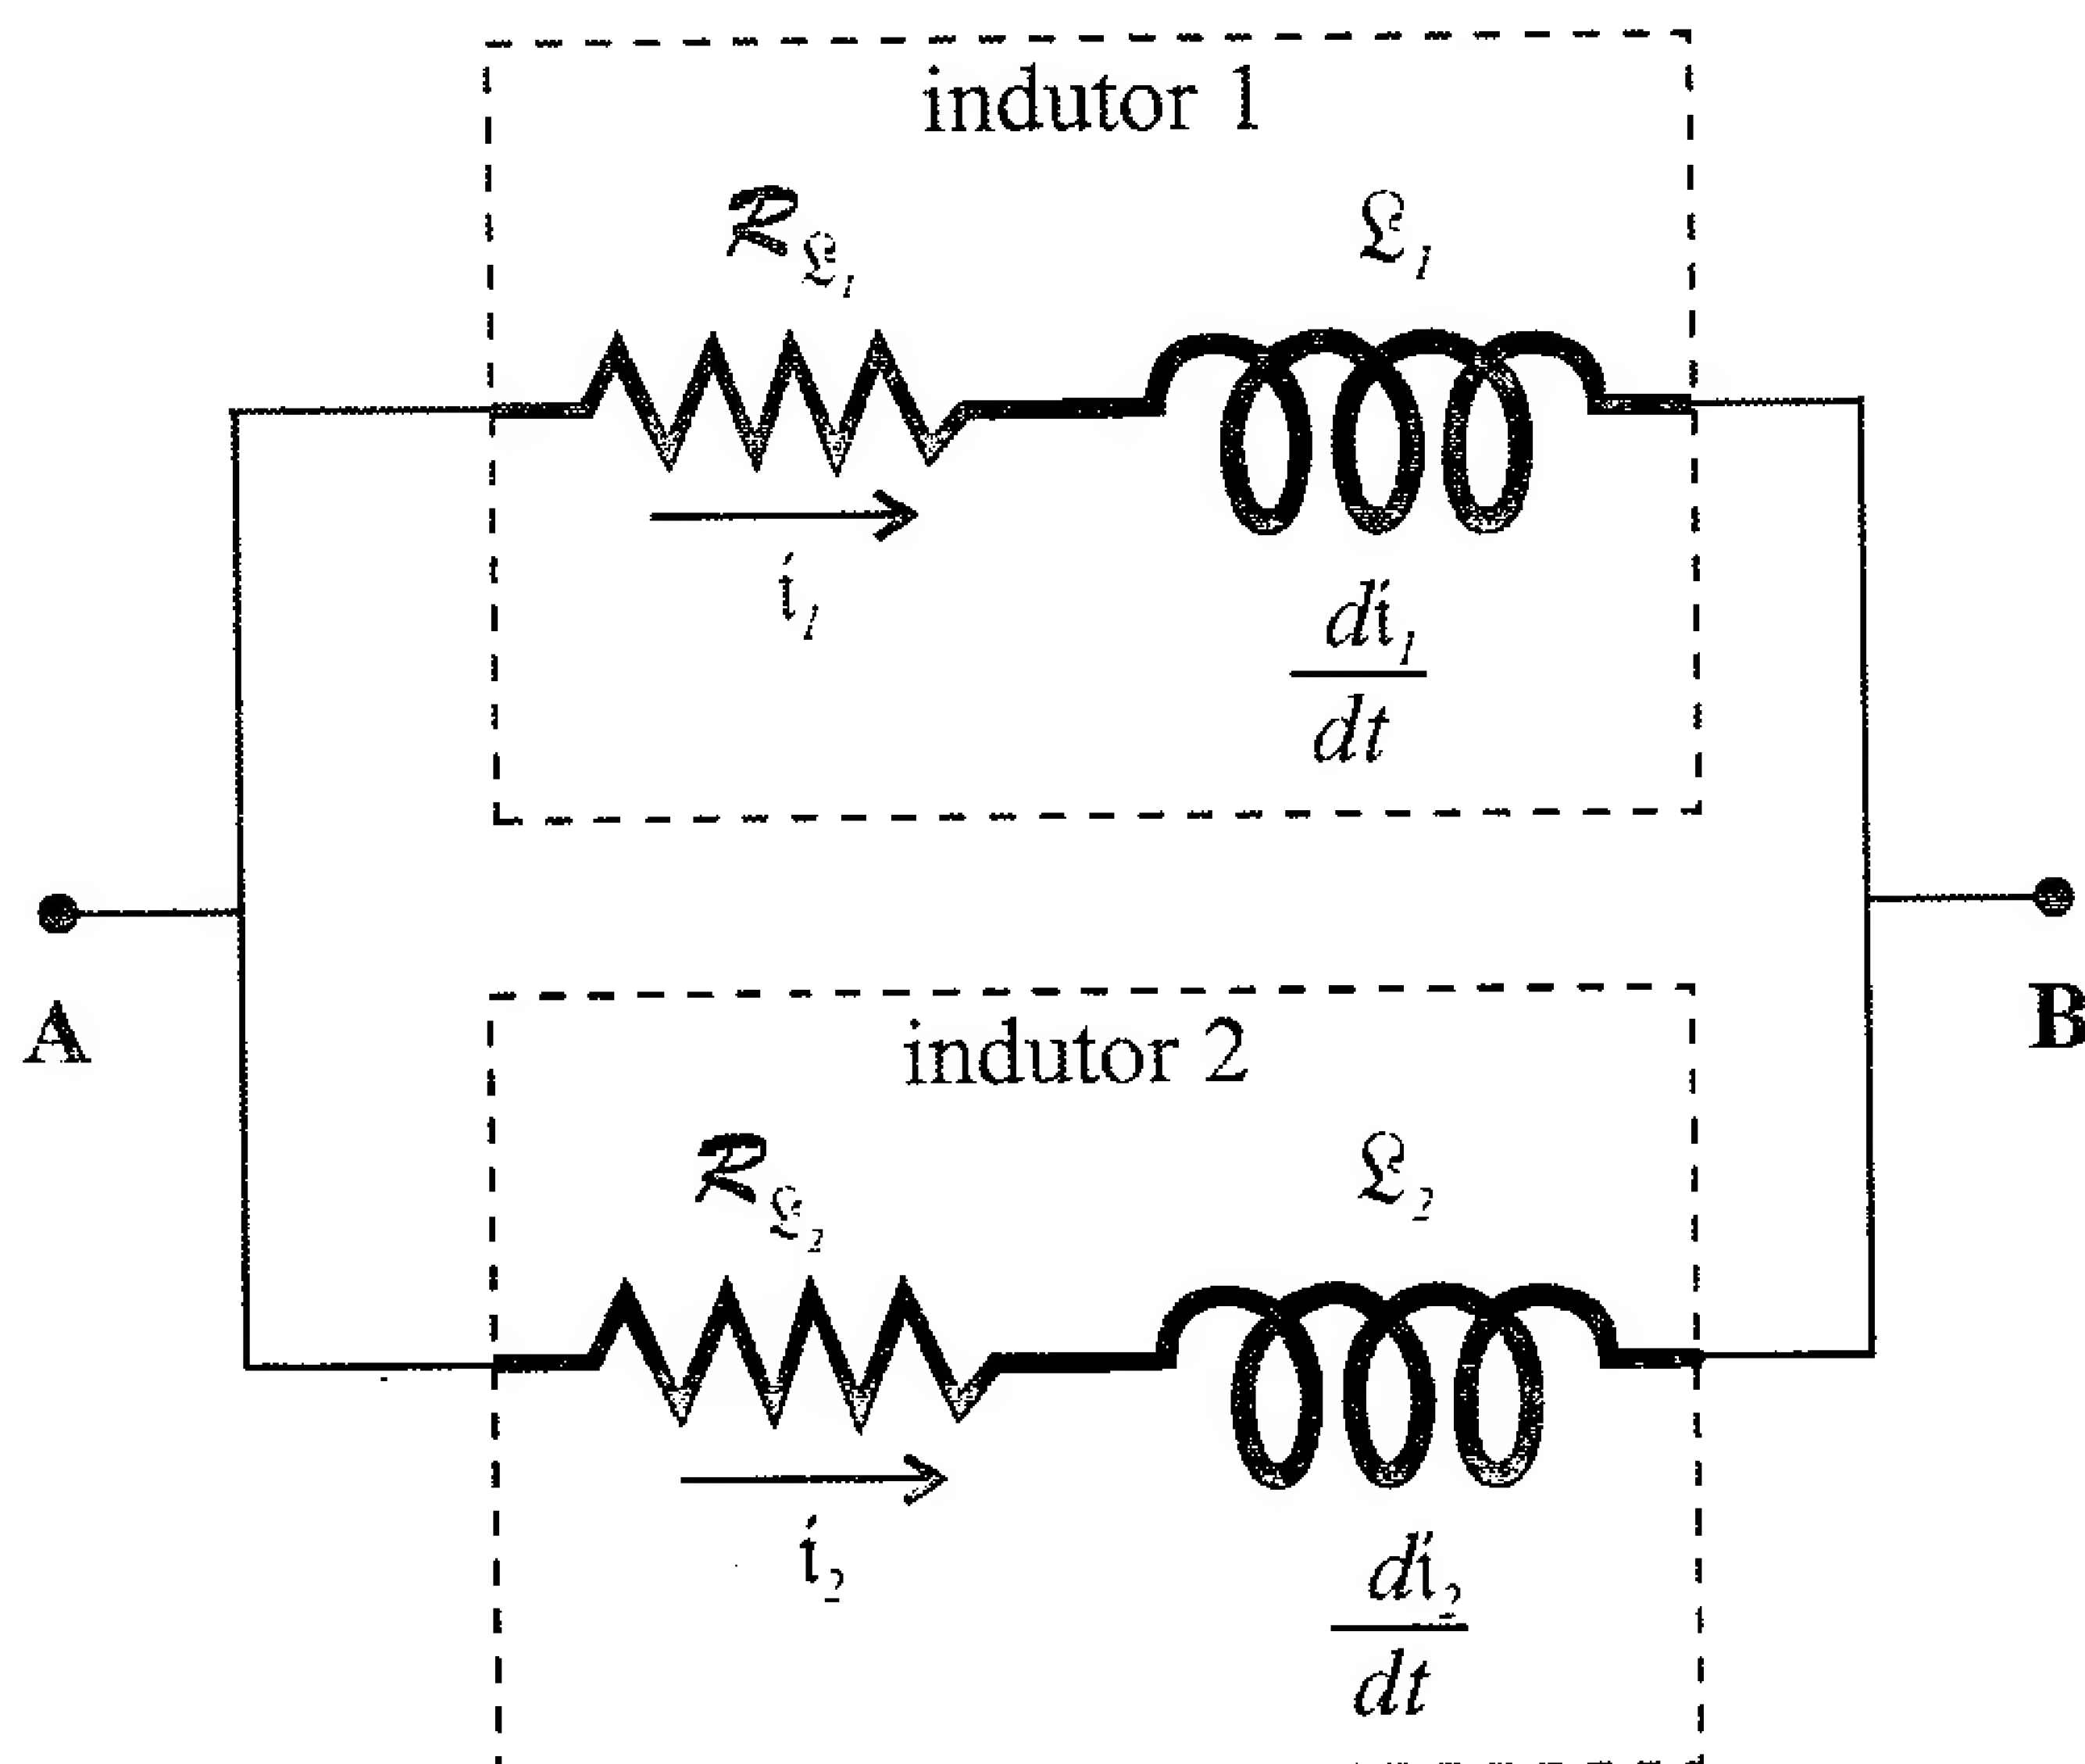 indutor 1
𝓡𝔏₁ 𝔏₁
i₁
di₁
dt
A
B
indutor 2
𝓡𝔏₂ 𝔏₂
i₂
di₂
dt